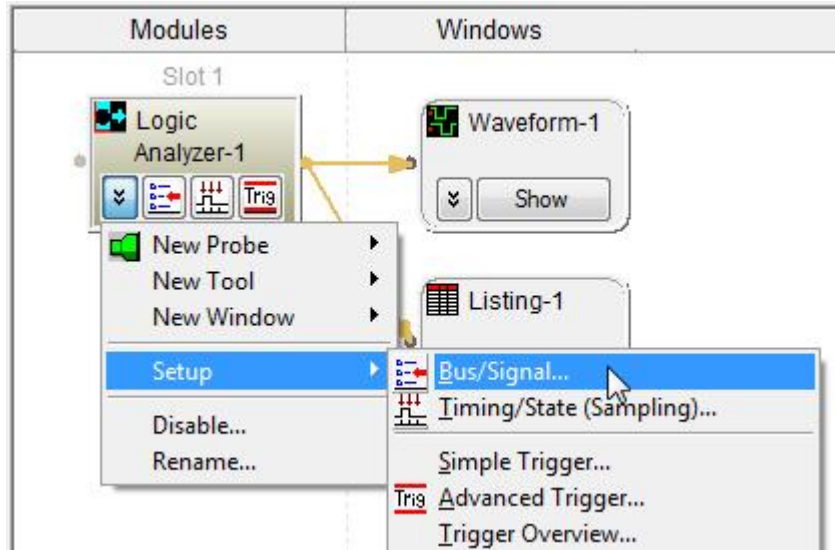 Modules
Windows
Slot 1
Logic
Analyzer-1
Trig
Waveform-1
Show
New Probe
New Tool
New Window
Setup
Disable...
Rename...
Listing-1
Bus/Signal...
Timing/State (Sampling)...
Simple Trigger...
Trig Advanced Trigger...
Trigger Overview...